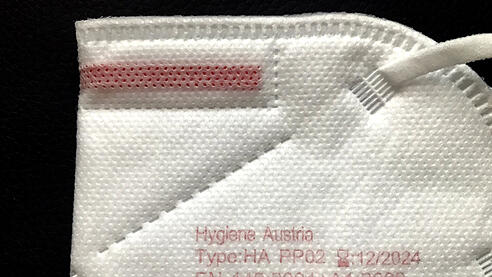 Hygiene Austria
Type:HA PP02 ⌛:12/2024